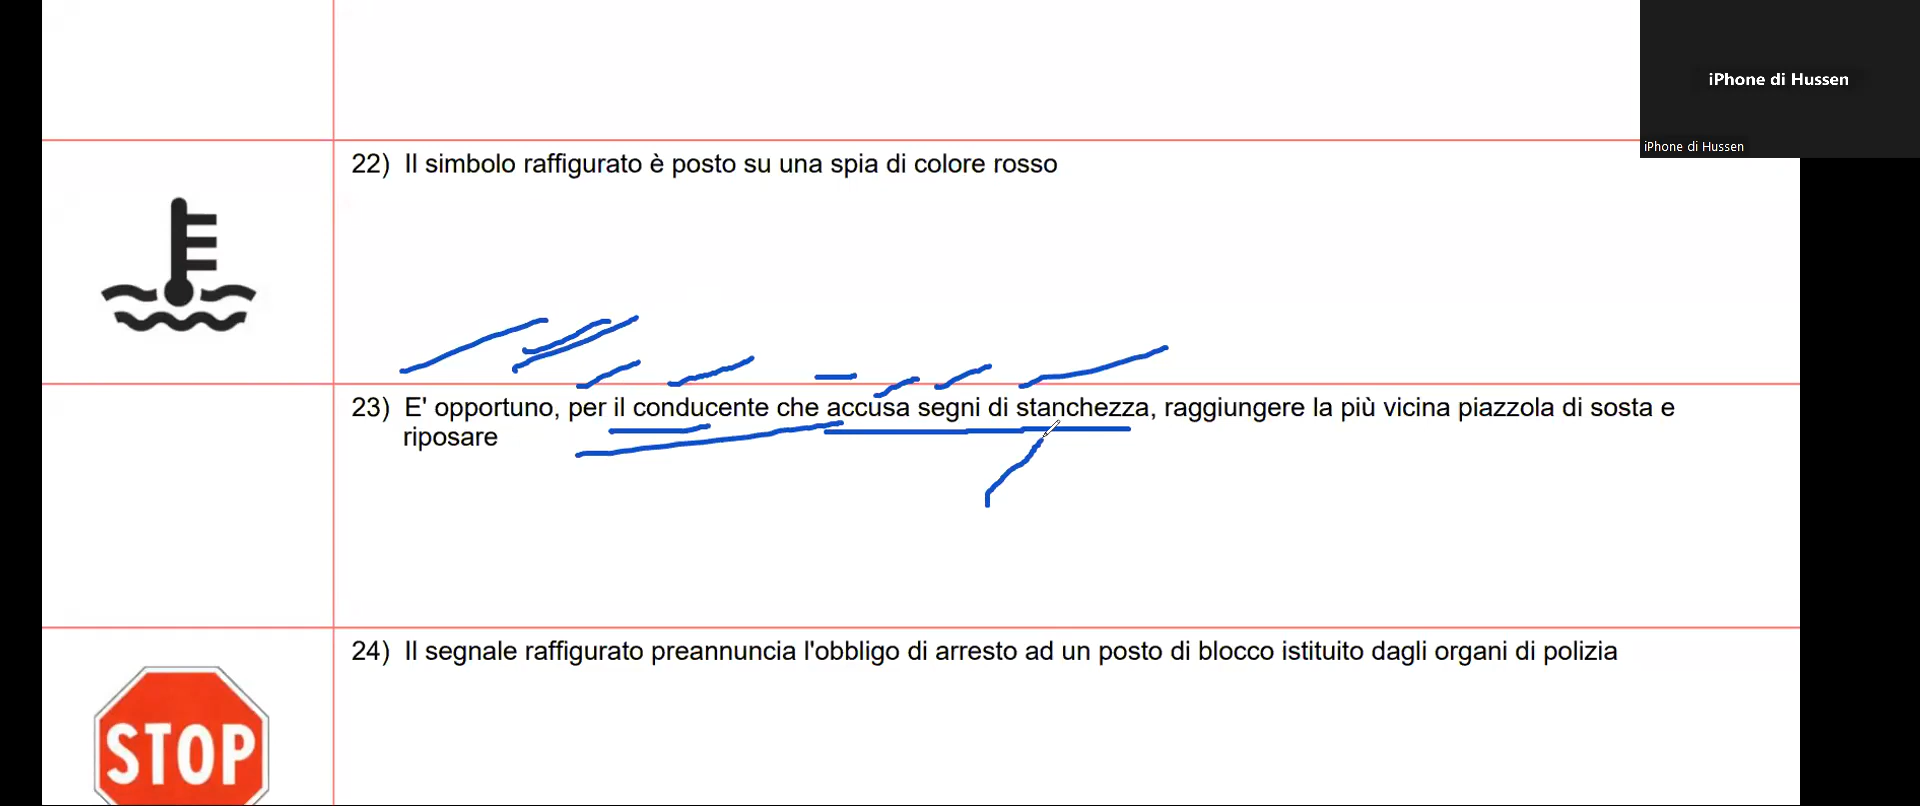 iPhone di Hussen
iPhone di Hussen
22) Il simbolo raffigurato è posto su una spia di colore rosso
23) E' opportuno, per il conducente che accusa segni di stanchezza, raggiungere la più vicina piazzola di sosta e
riposare
24) Il segnale raffigurato preannuncia l'obbligo di arresto ad un posto di blocco istituito dagli organi di polizia
STOP